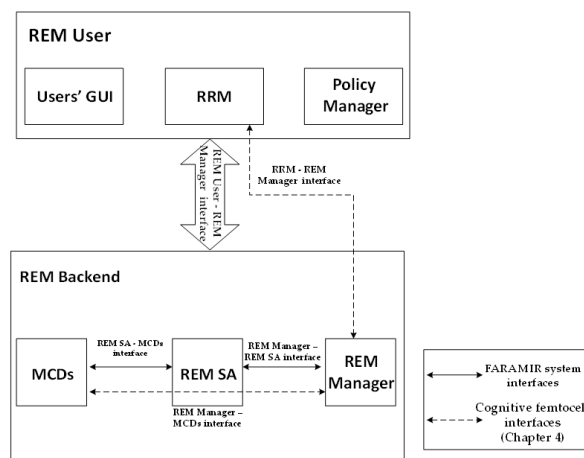 REM User
Users' GUI
RRM
Policy
Manager
REM User - REM
Manager interface
RRM - REM
Manager interface
REM Backend
REM SA - MCDs
interface
REM Manager –
REM SA interface
MCDs
REM SA
REM
Manager
REM Manager –
MCDs interface
FARAMIR system
interfaces
Cognitive femtocel
interfaces
(Chapter 4)